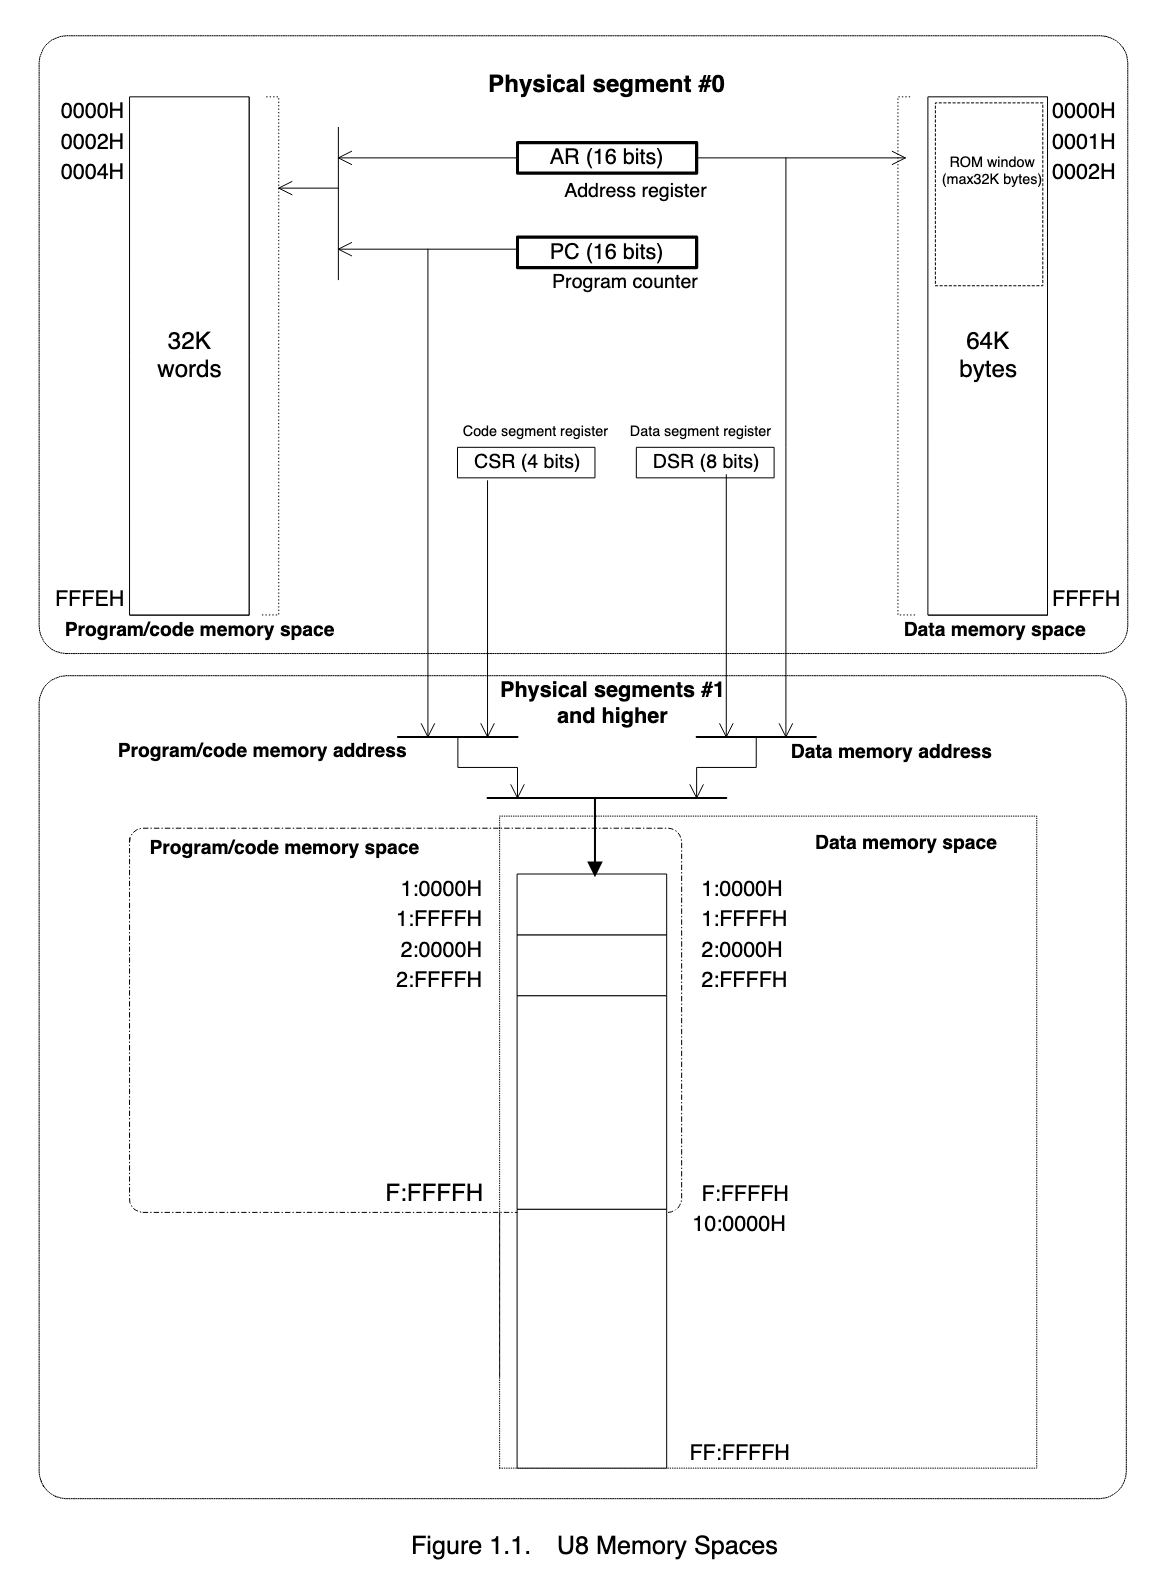 Physical segment #0
0000H
0002H
0004H
AR (16 bits)
Address register
PC (16 bits)
Program counter
ROM window
(max32K bytes)
0000H
0001H
0002H
32K
words
64K
bytes
Code segment register
CSR (4 bits)
Data segment register
DSR (8 bits)
FFFEH
Program/code memory space
FFFFH
Data memory space
Physical segments #1
and higher
Program/code memory address
Data memory address
Program/code memory space
Data memory space
1:0000H
1:FFFFH
2:0000H
2:FFFFH
1:0000H
1:FFFFH
2:0000H
2:FFFFH
F:FFFFH
F:FFFFH
10:0000H
FF:FFFFH
Figure 1.1. U8 Memory Spaces